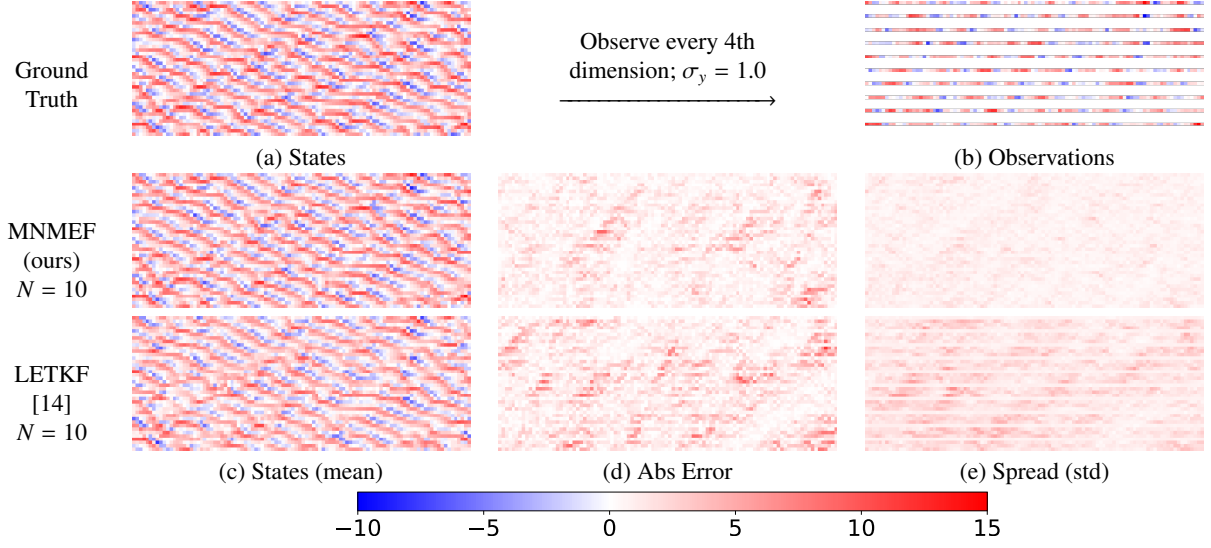 Ground
Truth
Observe every 4th
dimension; σ_y = 1.0
(a) States
(b) Observations
MNMEF
(ours)
N = 10
LETKF
[14]
N = 10
(c) States (mean)
(d) Abs Error
(e) Spread (std)
−10 −5 0 5 10 15